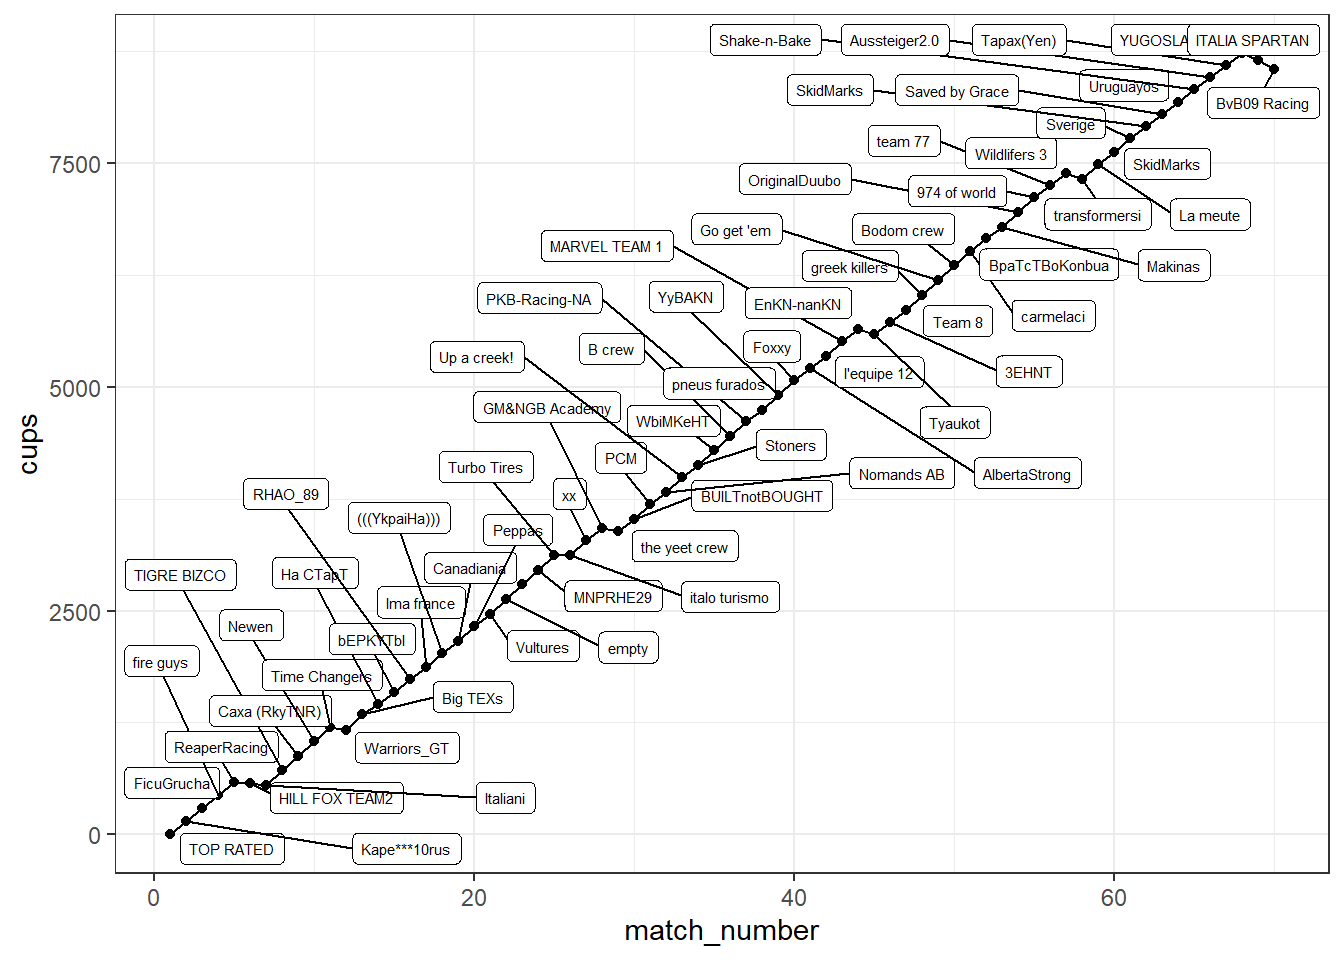 Shake-n-Bake
Aussteiger2.0
Tapax(Yen)
YUGOSLA
ITALIA SPARTAN
SkidMarks
Saved by Grace
Uruguayos
BvB09 Racing
team 77
Sverige
Wildlifers 3
SkidMarks
7500
OriginalDuubo
974 of world
transformersi
La meute
MARVEL TEAM 1
Go get 'em
Bodom crew
greek killers
BpaTcTBoKonbua
Makinas
PKB-Racing-NA
YyBAKN
EnKN-nanKN
Team 8
carmelaci
Up a creek!
B crew
Foxxy
l'equipe 12
3EHNT
5000
pneus furados
GM&NGB Academy
WbiMKeHT
Tyaukot
cups
Turbo Tires
PCM
Stoners
Nomands AB
AlbertaStrong
RHAO_89
xx
BUILTnotBOUGHT
(((YkpaiHa)))
Peppas
the yeet crew
TIGRE BIZCO
Ha CTapT
Canadiania
2500
Ima france
MNPRHE29
italo turismo
Newen
bEPKYTbI
Vultures
empty
fire guys
Time Changers
Big TEXs
Caxa (RkyTNR)
ReaperRacing
Warriors_GT
FicuGrucha
HILL FOX TEAM2
Italiani
0
TOP RATED
Kape***10rus
0
20
40
60
match_number